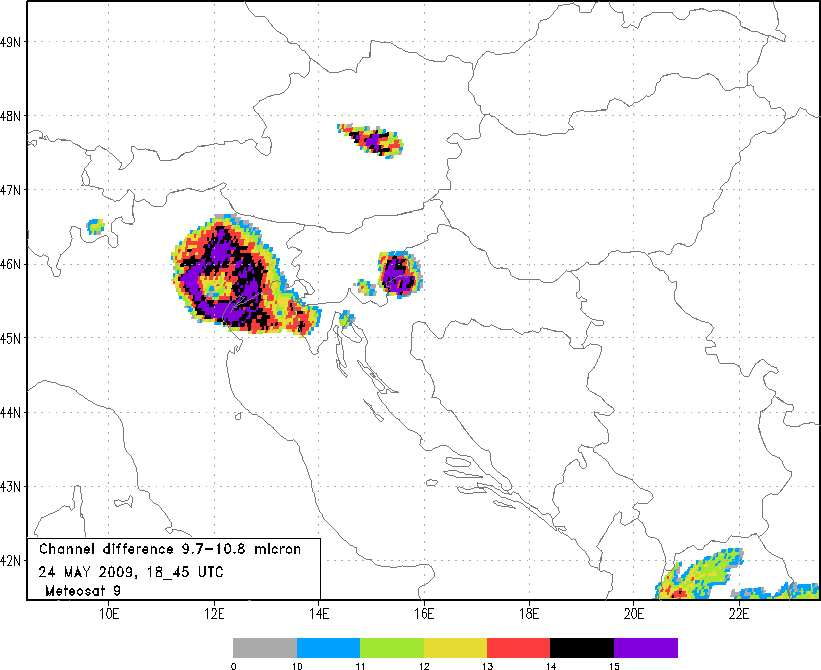 49N
48N
47N
46N
45N
44N
43N
42N
Channel difference 9.7-10.8 micron
24 MAY 2009, 18_45 UTC
Meteosat 9
10E 12E 14E 16E 18E 20E 22E
0 10 11 12 13 14 15